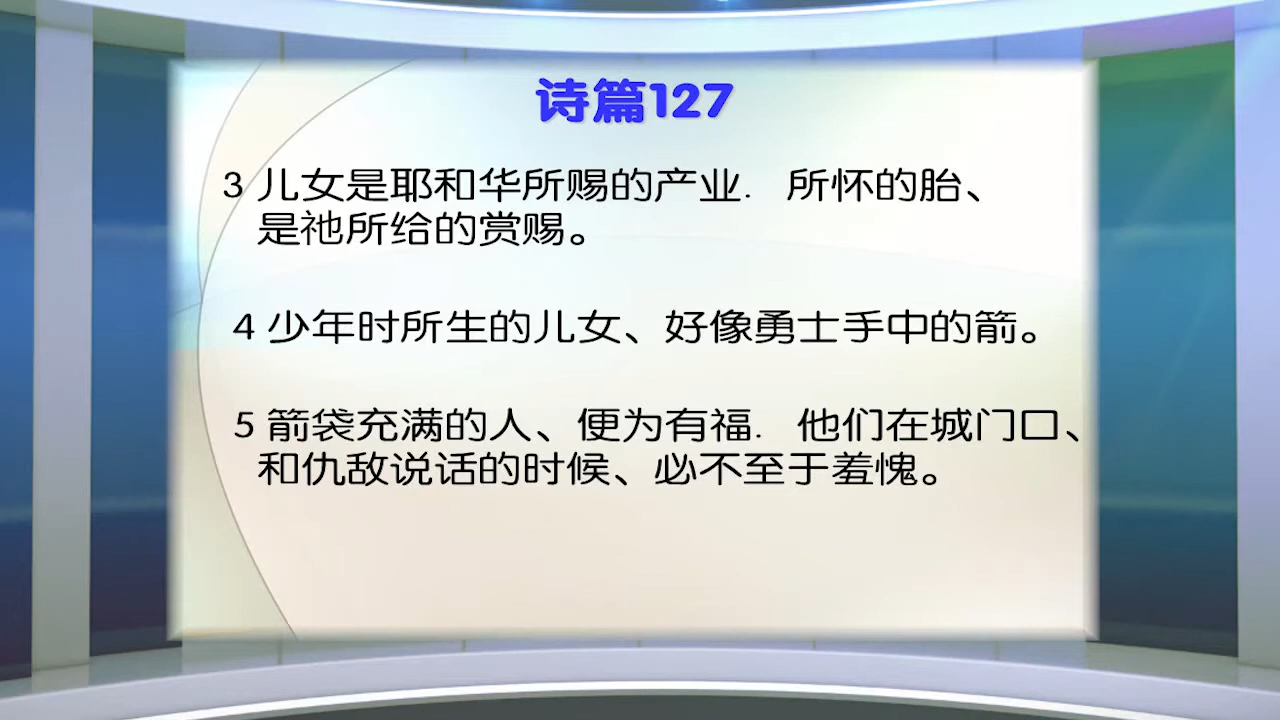 诗篇127
3 儿女是耶和华所赐的产业. 所怀的胎、
是祂所给的赏赐。
4 少年时所生的儿女、好像勇士手中的箭。
5 箭袋充满的人、便为有福. 他们在城门口、
和仇敌说话的时候、必不至于羞愧。